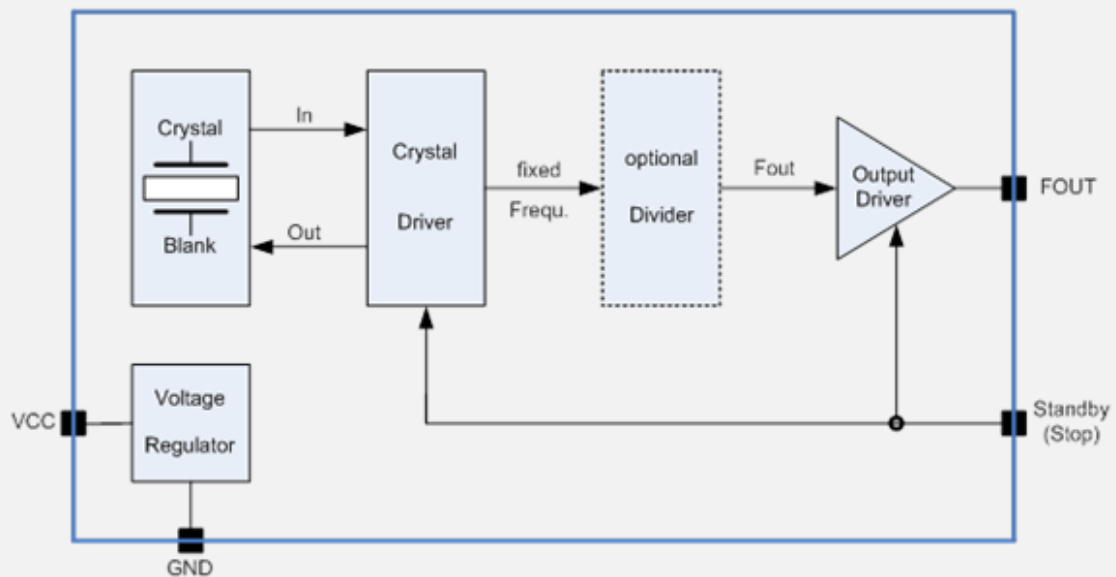 Crystal
Blank
In
Out
Crystal
Driver
fixed
Frequ.
optional
Divider
Fout
Output
Driver
FOUT
Voltage
Regulator
VCC
GND
Standby
(Stop)